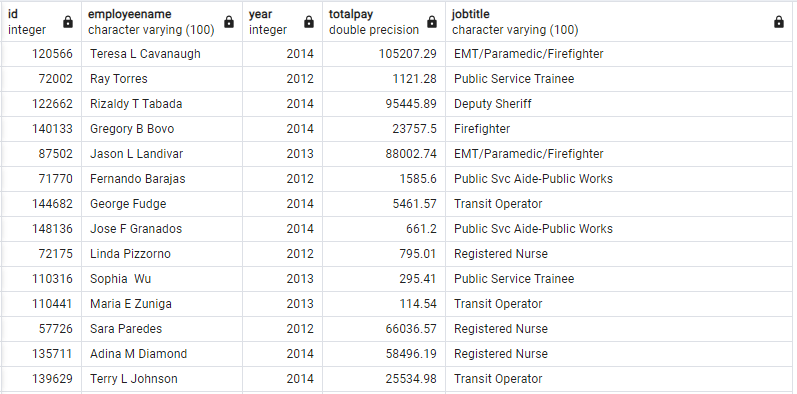 id employeename year totalpay jobtitle
integer character varying (100) integer double precision character varying (100)
120566 Teresa L Cavanaugh 2014 105207.29 EMT/Paramedic/Firefighter
72002 Ray Torres 2012 1121.28 Public Service Trainee
122662 Rizaldy T Tabada 2014 95445.89 Deputy Sheriff
140133 Gregory B Bovo 2014 23757.5 Firefighter
87502 Jason L Landivar 2013 88002.74 EMT/Paramedic/Firefighter
71770 Fernando Barajas 2012 1585.6 Public Svc Aide-Public Works
144682 George Fudge 2014 5461.57 Transit Operator
148136 Jose F Granados 2014 661.2 Public Svc Aide-Public Works
72175 Linda Pizzorno 2012 795.01 Registered Nurse
110316 Sophia  Wu 2013 295.41 Public Service Trainee
110441 Maria E Zuniga 2013 114.54 Transit Operator
57726 Sara Paredes 2012 66036.57 Registered Nurse
135711 Adina M Diamond 2014 58496.19 Registered Nurse
139629 Terry L Johnson 2014 25534.98 Transit Operator